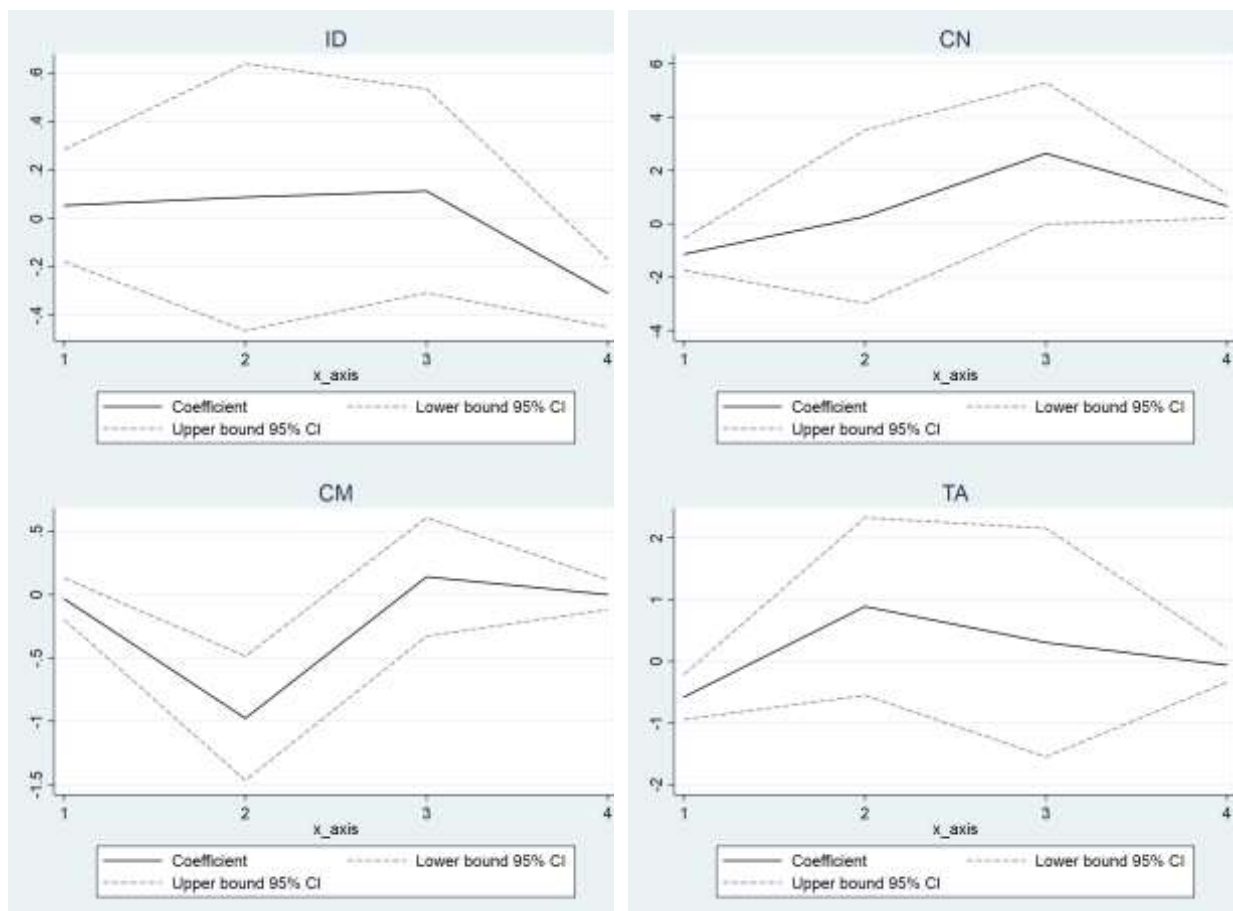 ID
.6
.4
.2
0
-.2
-.4
1 2 3 4
x_axis
Coefficient Lower bound 95% CI
Upper bound 95% CI
CN
6
4
2
0
-2
-4
1 2 3 4
x_axis
Coefficient Lower bound 95% CI
Upper bound 95% CI
CM
.5
0
-.5
-1
-1.5
1 2 3 4
x_axis
Coefficient Lower bound 95% CI
Upper bound 95% CI
TA
2
1
0
-1
-2
1 2 3 4
x_axis
Coefficient Lower bound 95% CI
Upper bound 95% CI